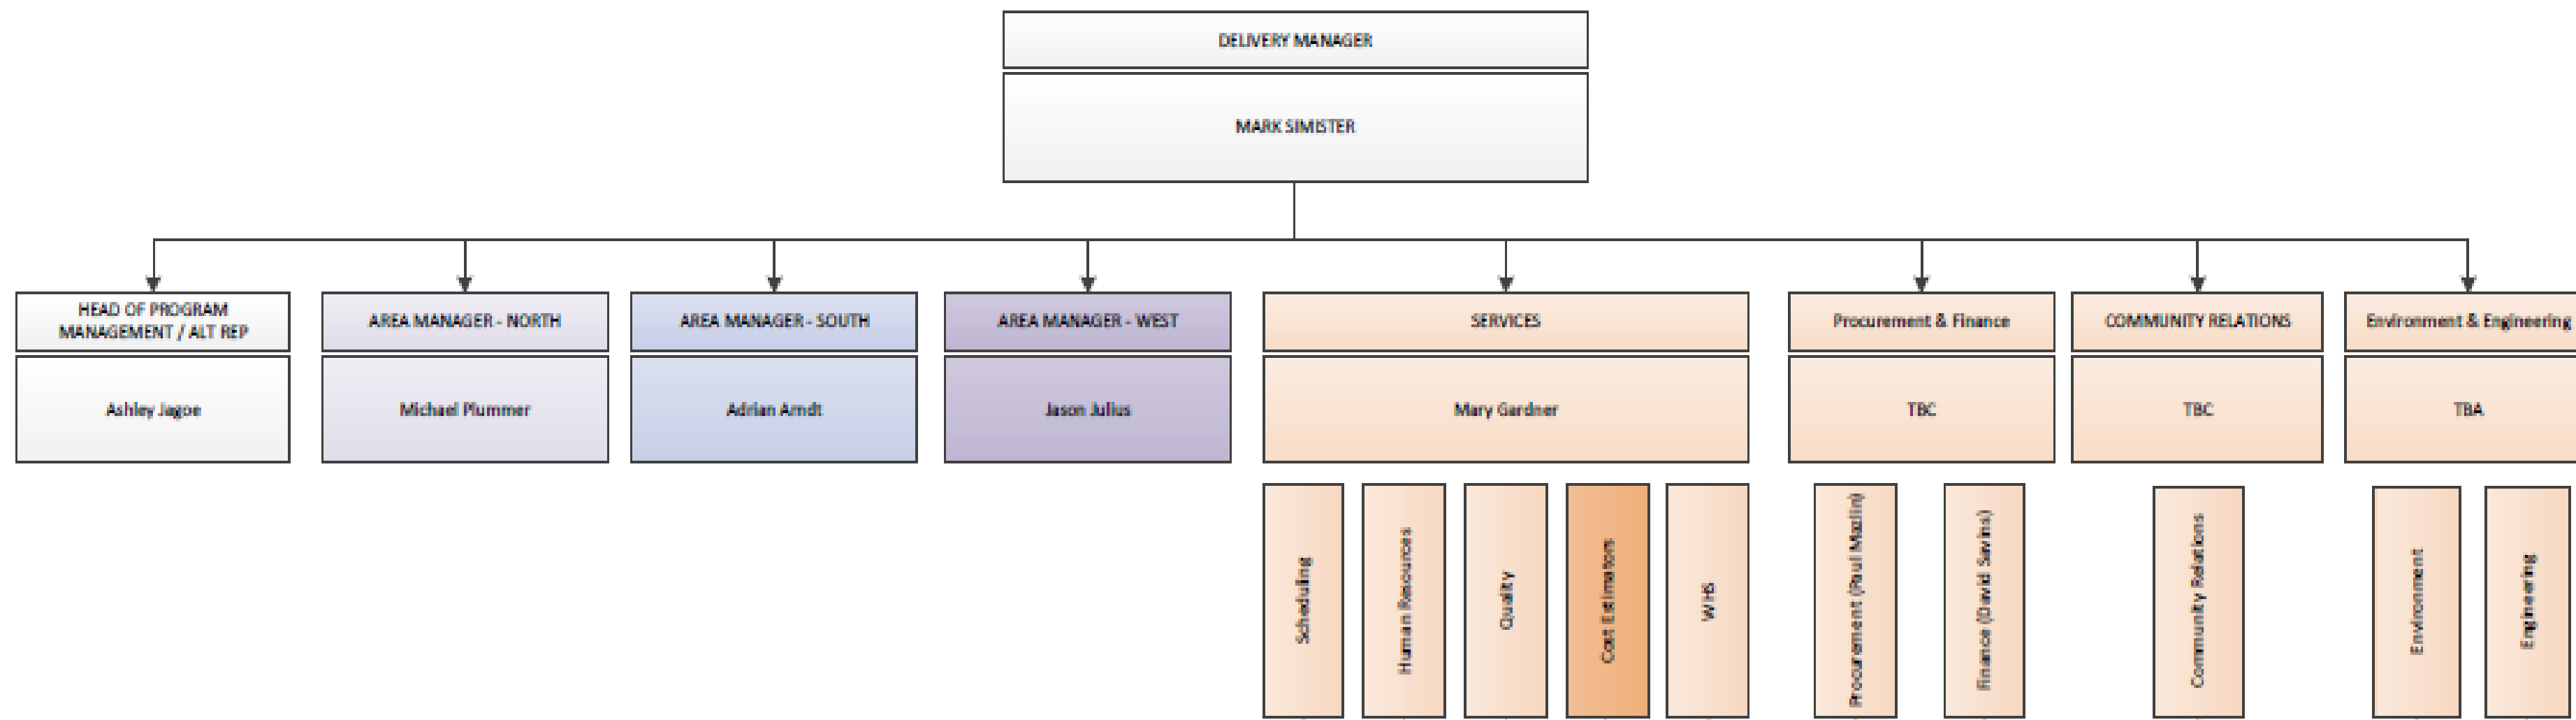 DELIVERY MANAGER
MARK SIMISTER
HEAD OF PROGRAM
MANAGEMENT / ALT REP
AREA MANAGER - NORTH
AREA MANAGER - SOUTH
AREA MANAGER - WEST
SERVICES
Procurement & Finance
COMMUNITY RELATIONS
Environment & Engineering
Ashley Jagoe
Michael Plummer
Adrian Arndt
Jason Julius
Mary Gardner
TBC
TBC
TBA
Scheduling
Human Resources
Quality
Cost Estimators
WHS
Procurement (Paul Mazlin)
Finance (David Savins)
Community Relations
Environment
Engineering